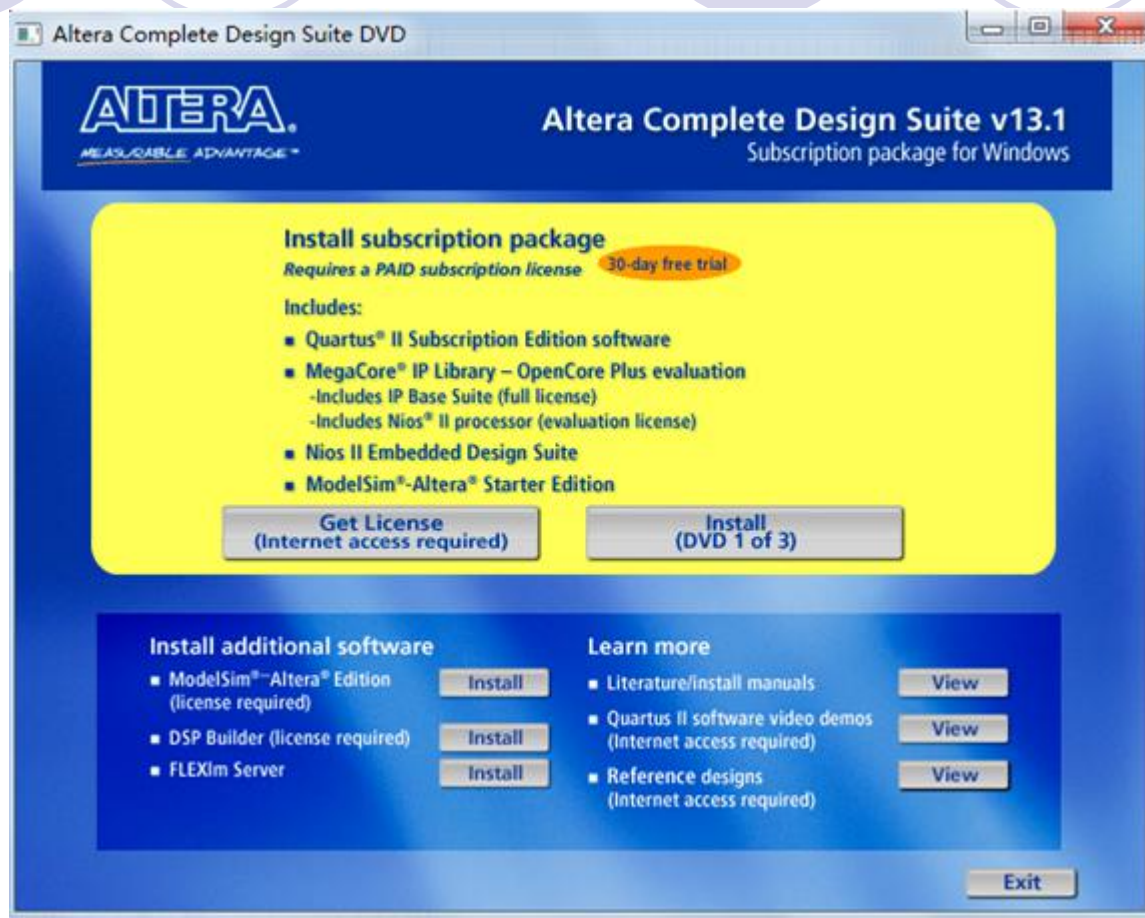 Altera Complete Design Suite DVD
ALTERA.
MEASURABLE ADVANTAGE™
Altera Complete Design Suite v13.1
Subscription package for Windows
Install subscription package
Requires a PAID subscription license 30-day free trial
Includes:
▪ Quartus® II Subscription Edition software
▪ MegaCore® IP Library – OpenCore Plus evaluation
-Includes IP Base Suite (full license)
-Includes Nios® II processor (evaluation license)
▪ Nios II Embedded Design Suite
▪ ModelSim®-Altera® Starter Edition
Get License
(Internet access required)
Install
(DVD 1 of 3)
Install additional software
▪ ModelSim®–Altera® Edition
(license required)
Install
▪ DSP Builder (license required)
Install
▪ FLEXlm Server
Install
Learn more
▪ Literature/install manuals
View
▪ Quartus II software video demos
(Internet access required)
View
▪ Reference designs
(Internet access required)
View
Exit